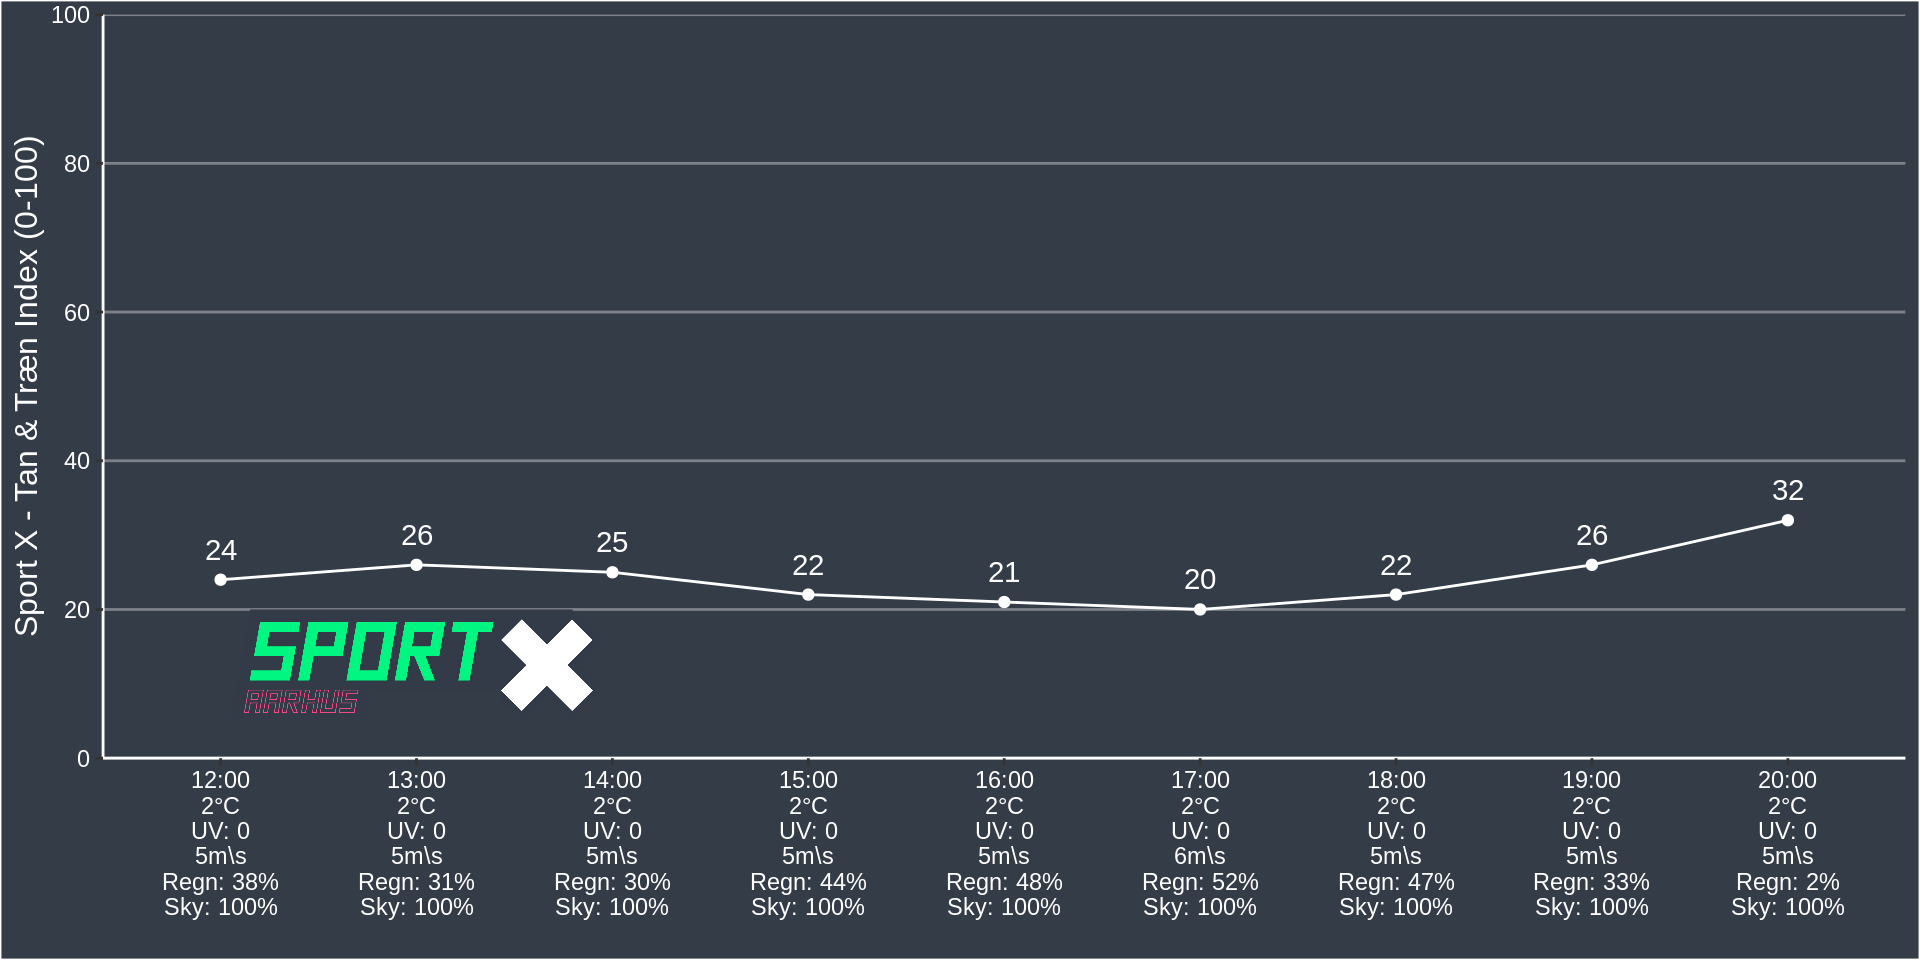 100
80
60
40
20
0
Sport X - Tan & Træn Index (0-100)
24
26
25
22
21
20
22
26
32
SPORT X
AARHUS
12:00 13:00 14:00 15:00 16:00 17:00 18:00 19:00 20:00
2°C 2°C 2°C 2°C 2°C 2°C 2°C 2°C 2°C
UV: 0 UV: 0 UV: 0 UV: 0 UV: 0 UV: 0 UV: 0 UV: 0 UV: 0
5m\s 5m\s 5m\s 5m\s 5m\s 6m\s 5m\s 5m\s 5m\s
Regn: 38% Regn: 31% Regn: 30% Regn: 44% Regn: 48% Regn: 52% Regn: 47% Regn: 33% Regn: 2%
Sky: 100% Sky: 100% Sky: 100% Sky: 100% Sky: 100% Sky: 100% Sky: 100% Sky: 100% Sky: 100%